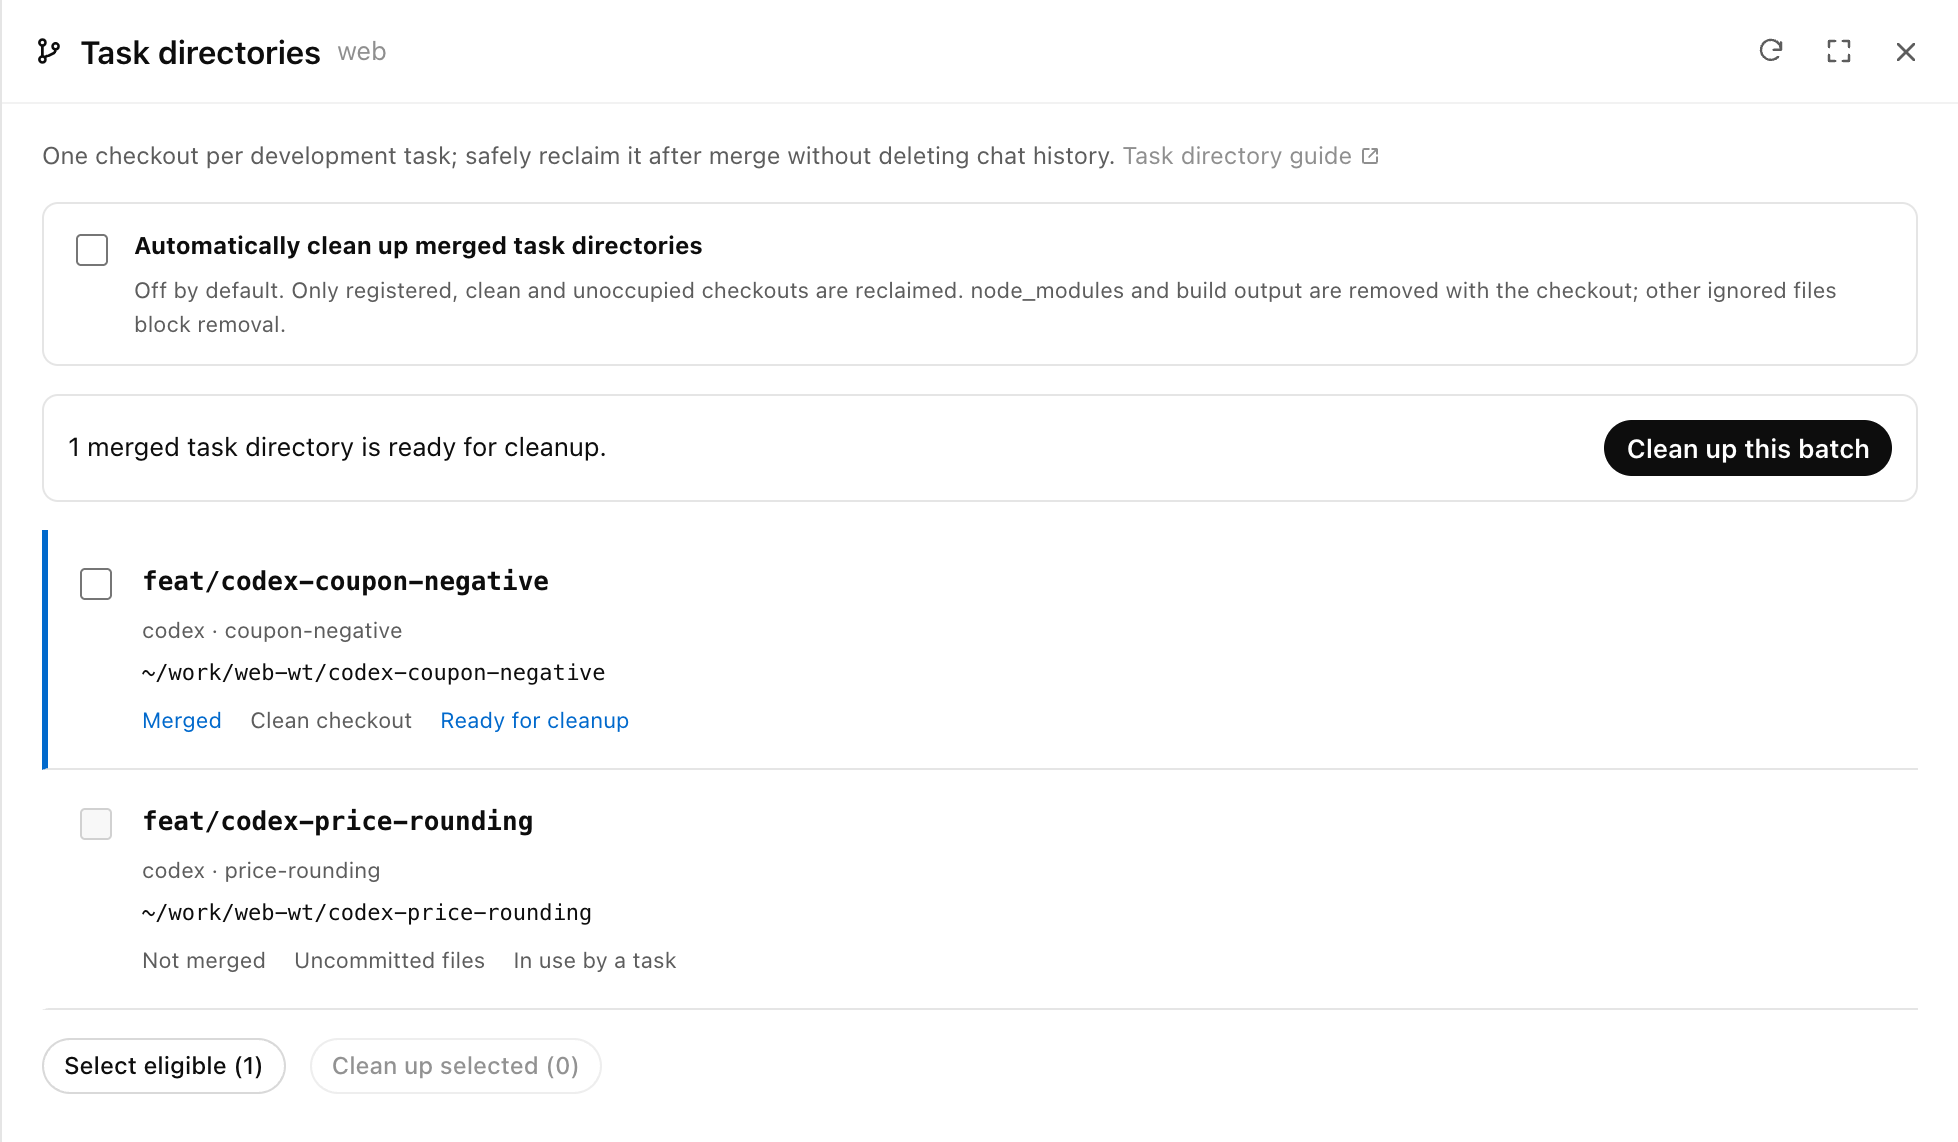 Task directories web
One checkout per development task; safely reclaim it after merge without deleting chat history. Task directory guide
Automatically clean up merged task directories
Off by default. Only registered, clean and unoccupied checkouts are reclaimed. node_modules and build output are removed with the checkout; other ignored files
block removal.
1 merged task directory is ready for cleanup.
Clean up this batch
feat/codex-coupon-negative
codex · coupon-negative
~/work/web-wt/codex-coupon-negative
Merged Clean checkout Ready for cleanup
feat/codex-price-rounding
codex · price-rounding
~/work/web-wt/codex-price-rounding
Not merged Uncommitted files In use by a task
Select eligible (1) Clean up selected (0)